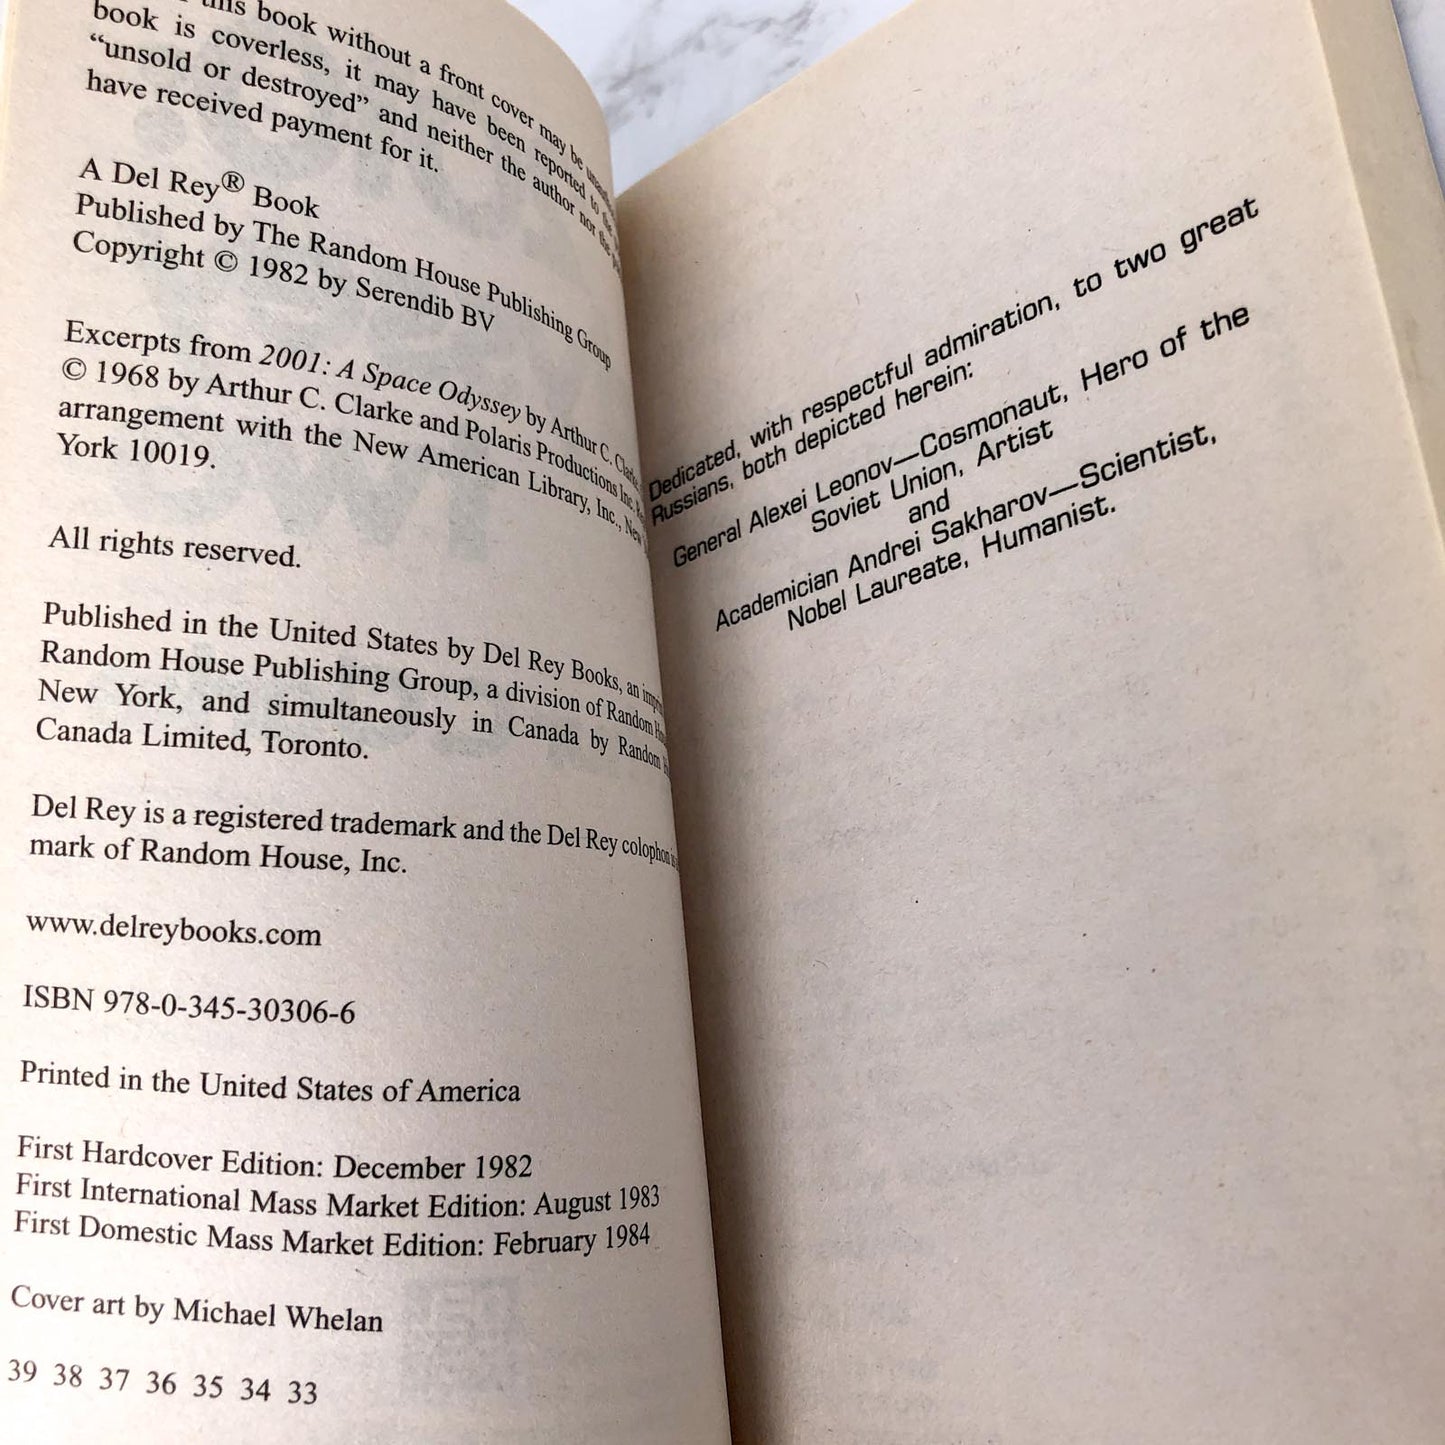 this book without a front cover may be
book is coverless, it may have been reported to the
“unsold or destroyed” and neither the author nor the
have received payment for it.
A Del Rey® Book
Published by The Random House Publishing Group
Copyright © 1982 by Serendib BV
Excerpts from 2001: A Space Odyssey by Arthur C. Clarke
© 1968 by Arthur C. Clarke and Polaris Productions Inc.
arrangement with the New American Library, Inc., New
York 10019.
All rights reserved.
Published in the United States by Del Rey Books, an
Random House Publishing Group, a division of Random
New York, and simultaneously in Canada by Random
Canada Limited, Toronto.
Del Rey is a registered trademark and the Del Rey colophon is
mark of Random House, Inc.
www.delreybooks.com
ISBN 978-0-345-30306-6
Printed in the United States of America
First Hardcover Edition: December 1982
First International Mass Market Edition: August 1983
First Domestic Mass Market Edition: February 1984
Cover art by Michael Whelan
39 38 37 36 35 34 33
Dedicated, with respectful admiration, to two great
Russians, both depicted herein:
General Alexei Leonov—Cosmonaut, Hero of the
Soviet Union, Artist
and
Academician Andrei Sakharov—Scientist,
Nobel Laureate, Humanist.